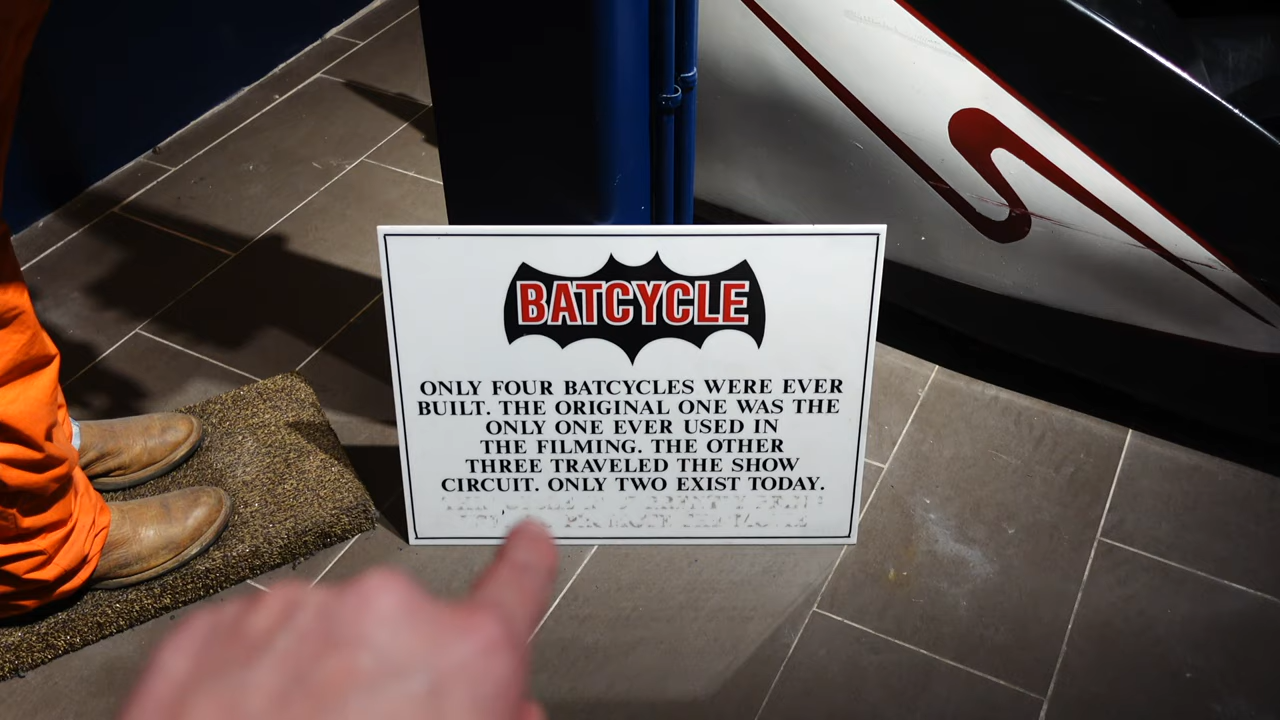 BATCYCLE
ONLY FOUR BATCYCLES WERE EVER
BUILT. THE ORIGINAL ONE WAS THE
ONLY ONE EVER USED IN
THE FILMING. THE OTHER
THREE TRAVELED THE SHOW
CIRCUIT. ONLY TWO EXIST TODAY.